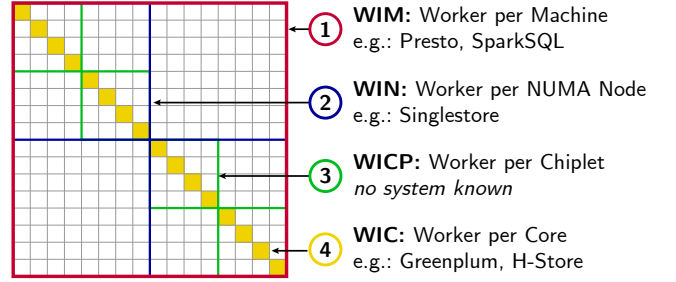 1
WIM: Worker per Machine
e.g.: Presto, SparkSQL
2
WIN: Worker per NUMA Node
e.g.: Singlestore
3
WICP: Worker per Chiplet
no system known
4
WIC: Worker per Core
e.g.: Greenplum, H-Store